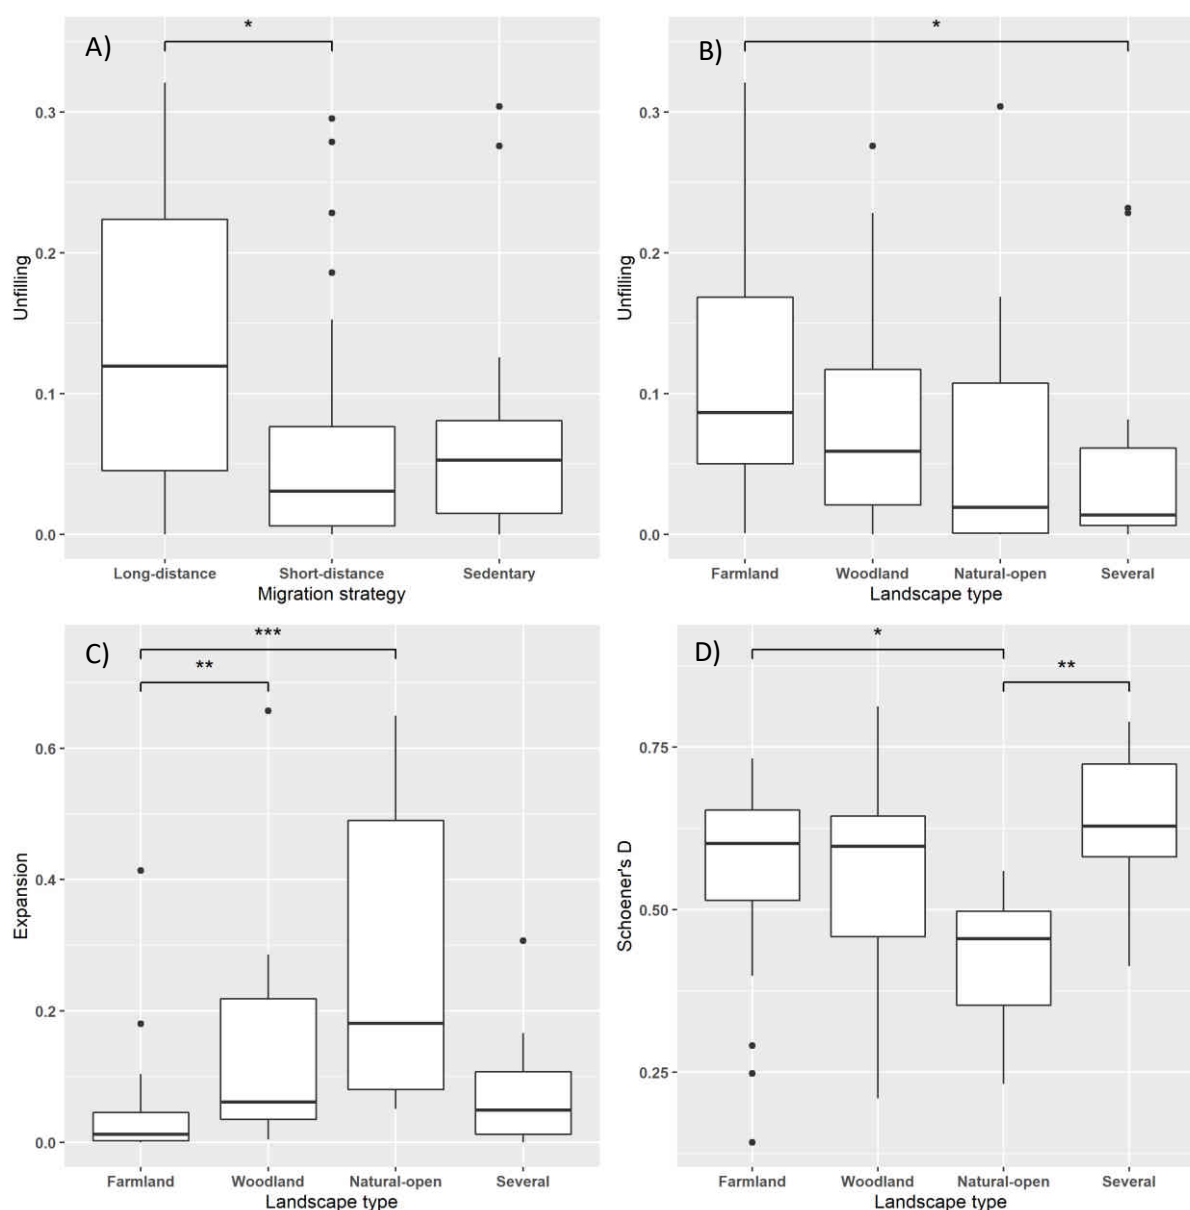 A)
*
Unfilling
0.3
0.2
0.1
0.0
Long-distance Short-distance Sedentary
Migration strategy
B)
*
Unfilling
0.3
0.2
0.1
0.0
Farmland Woodland Natural-open Several
Landscape type
C)
***
**
Expansion
0.6
0.4
0.2
0.0
Farmland Woodland Natural-open Several
Landscape type
D)
*
**
Schoener's D
0.75
0.50
0.25
Farmland Woodland Natural-open Several
Landscape type